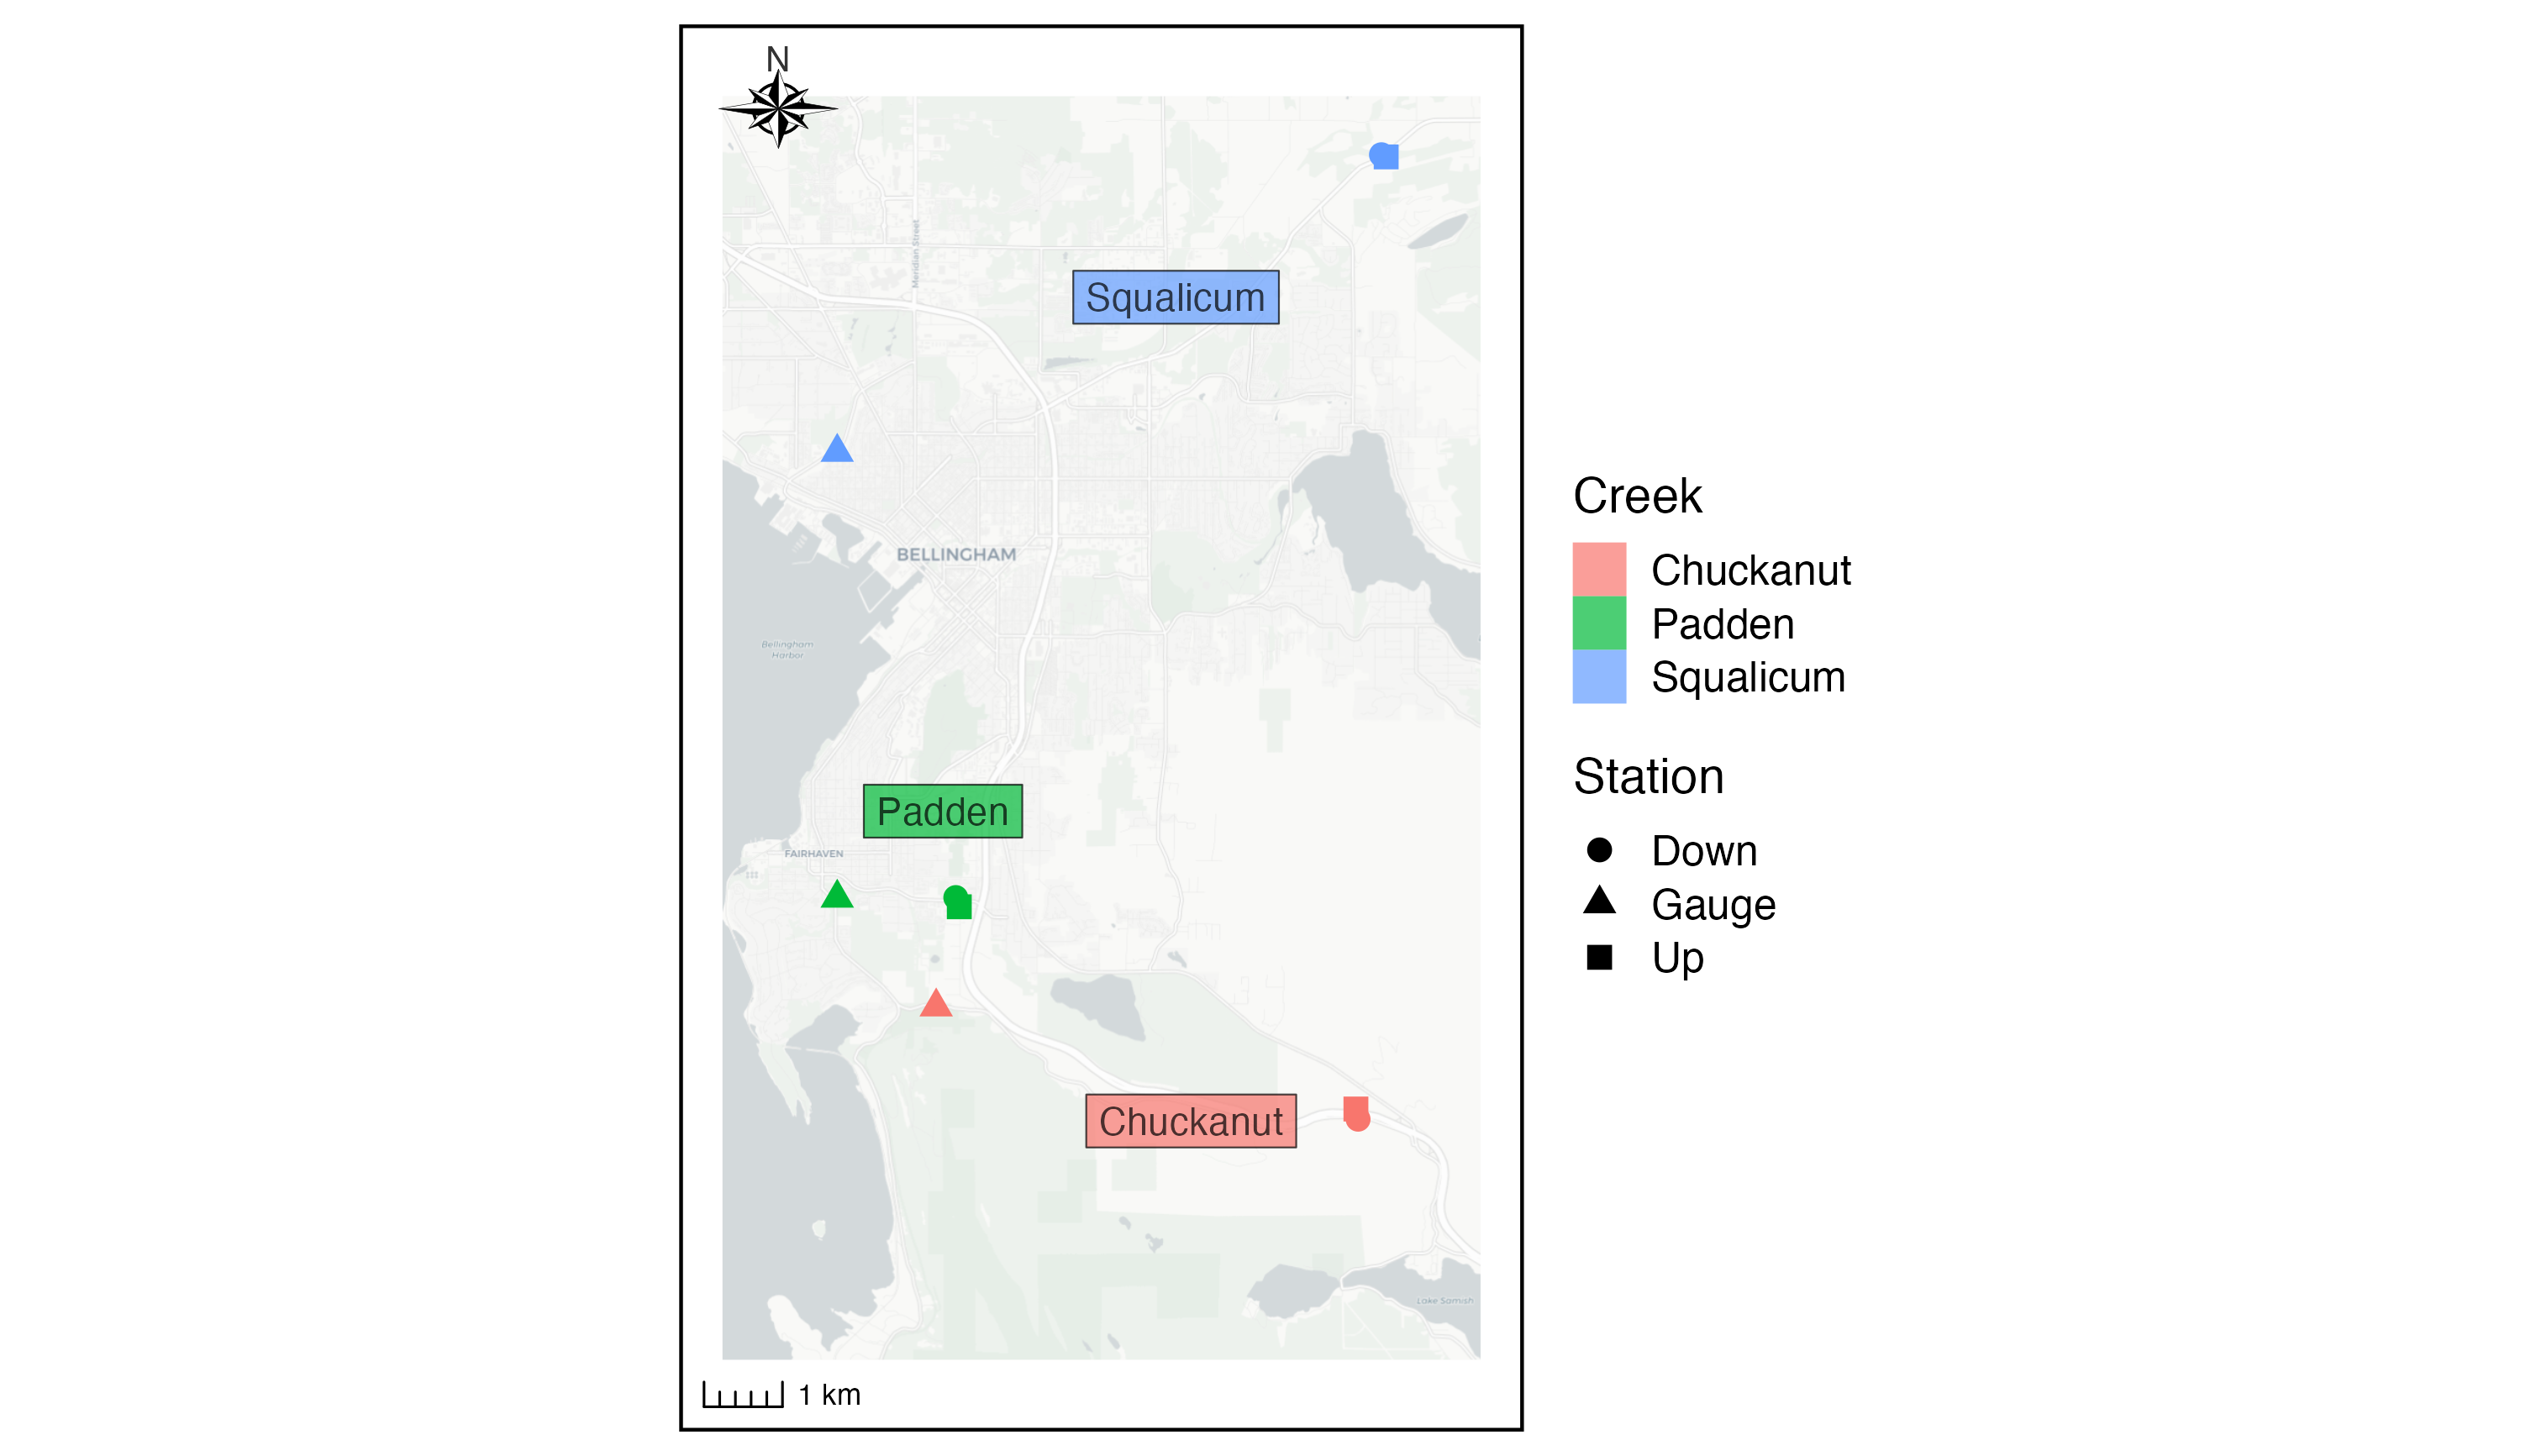 N
Meridian Street
Squalicum
BELLINGHAM
Bellingham
Harbor
Padden
FAIRHAVEN
Chuckanut
Lake Samish
1 km
Creek
Chuckanut
Padden
Squalicum
Station
Down
Gauge
Up